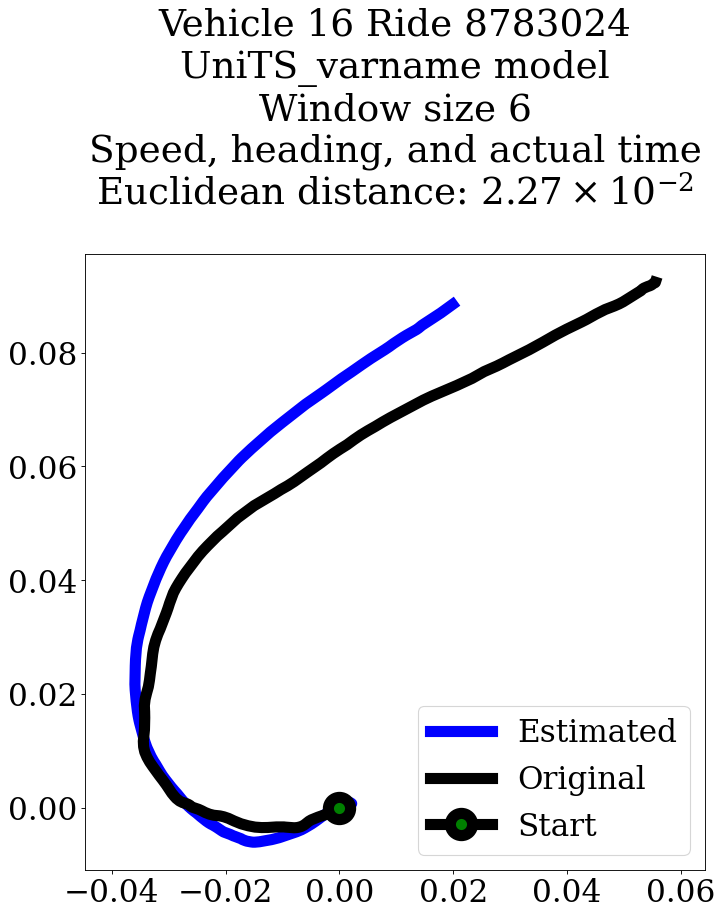 Vehicle 16 Ride 8783024
UniTS_varname model
Window size 6
Speed, heading, and actual time
Euclidean distance: 2.27 × 10⁻²
0.08
0.06
0.04
0.02
0.00
Estimated
Original
Start
−0.04 −0.02 0.00 0.02 0.04 0.06